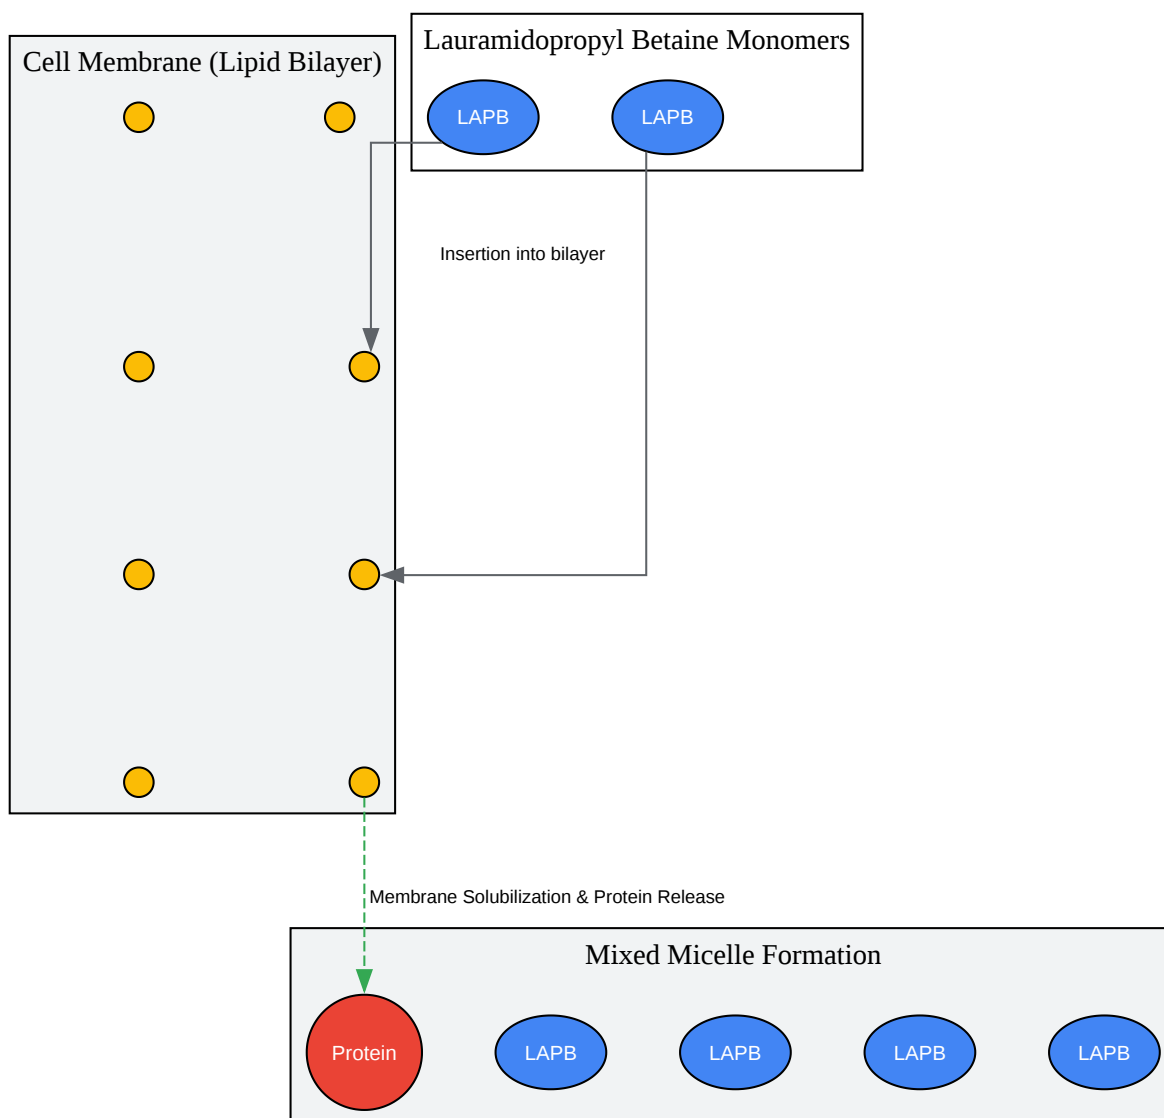 Cell Membrane (Lipid Bilayer)
Lauramidopropyl Betaine Monomers
LAPB
LAPB
Insertion into bilayer
Membrane Solubilization & Protein Release
Mixed Micelle Formation
Protein
LAPB
LAPB
LAPB
LAPB